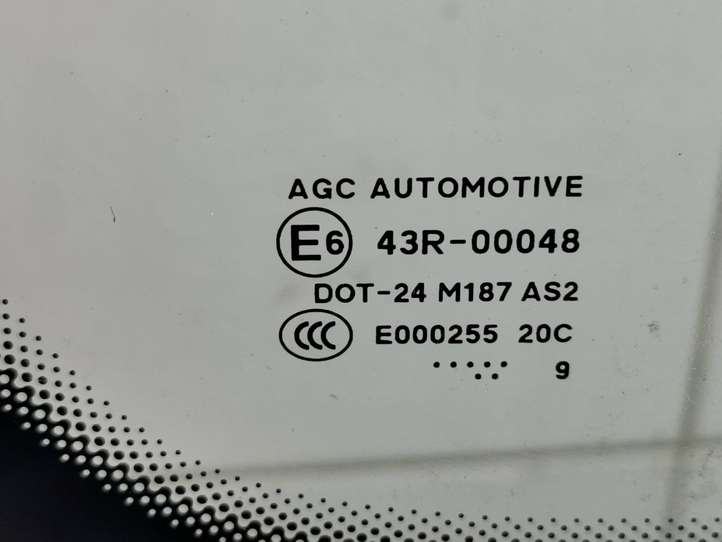 AGC AUTOMOTIVE
E6 43R-00048
DOT-24 M187 AS2
CCC E000255 20C
9